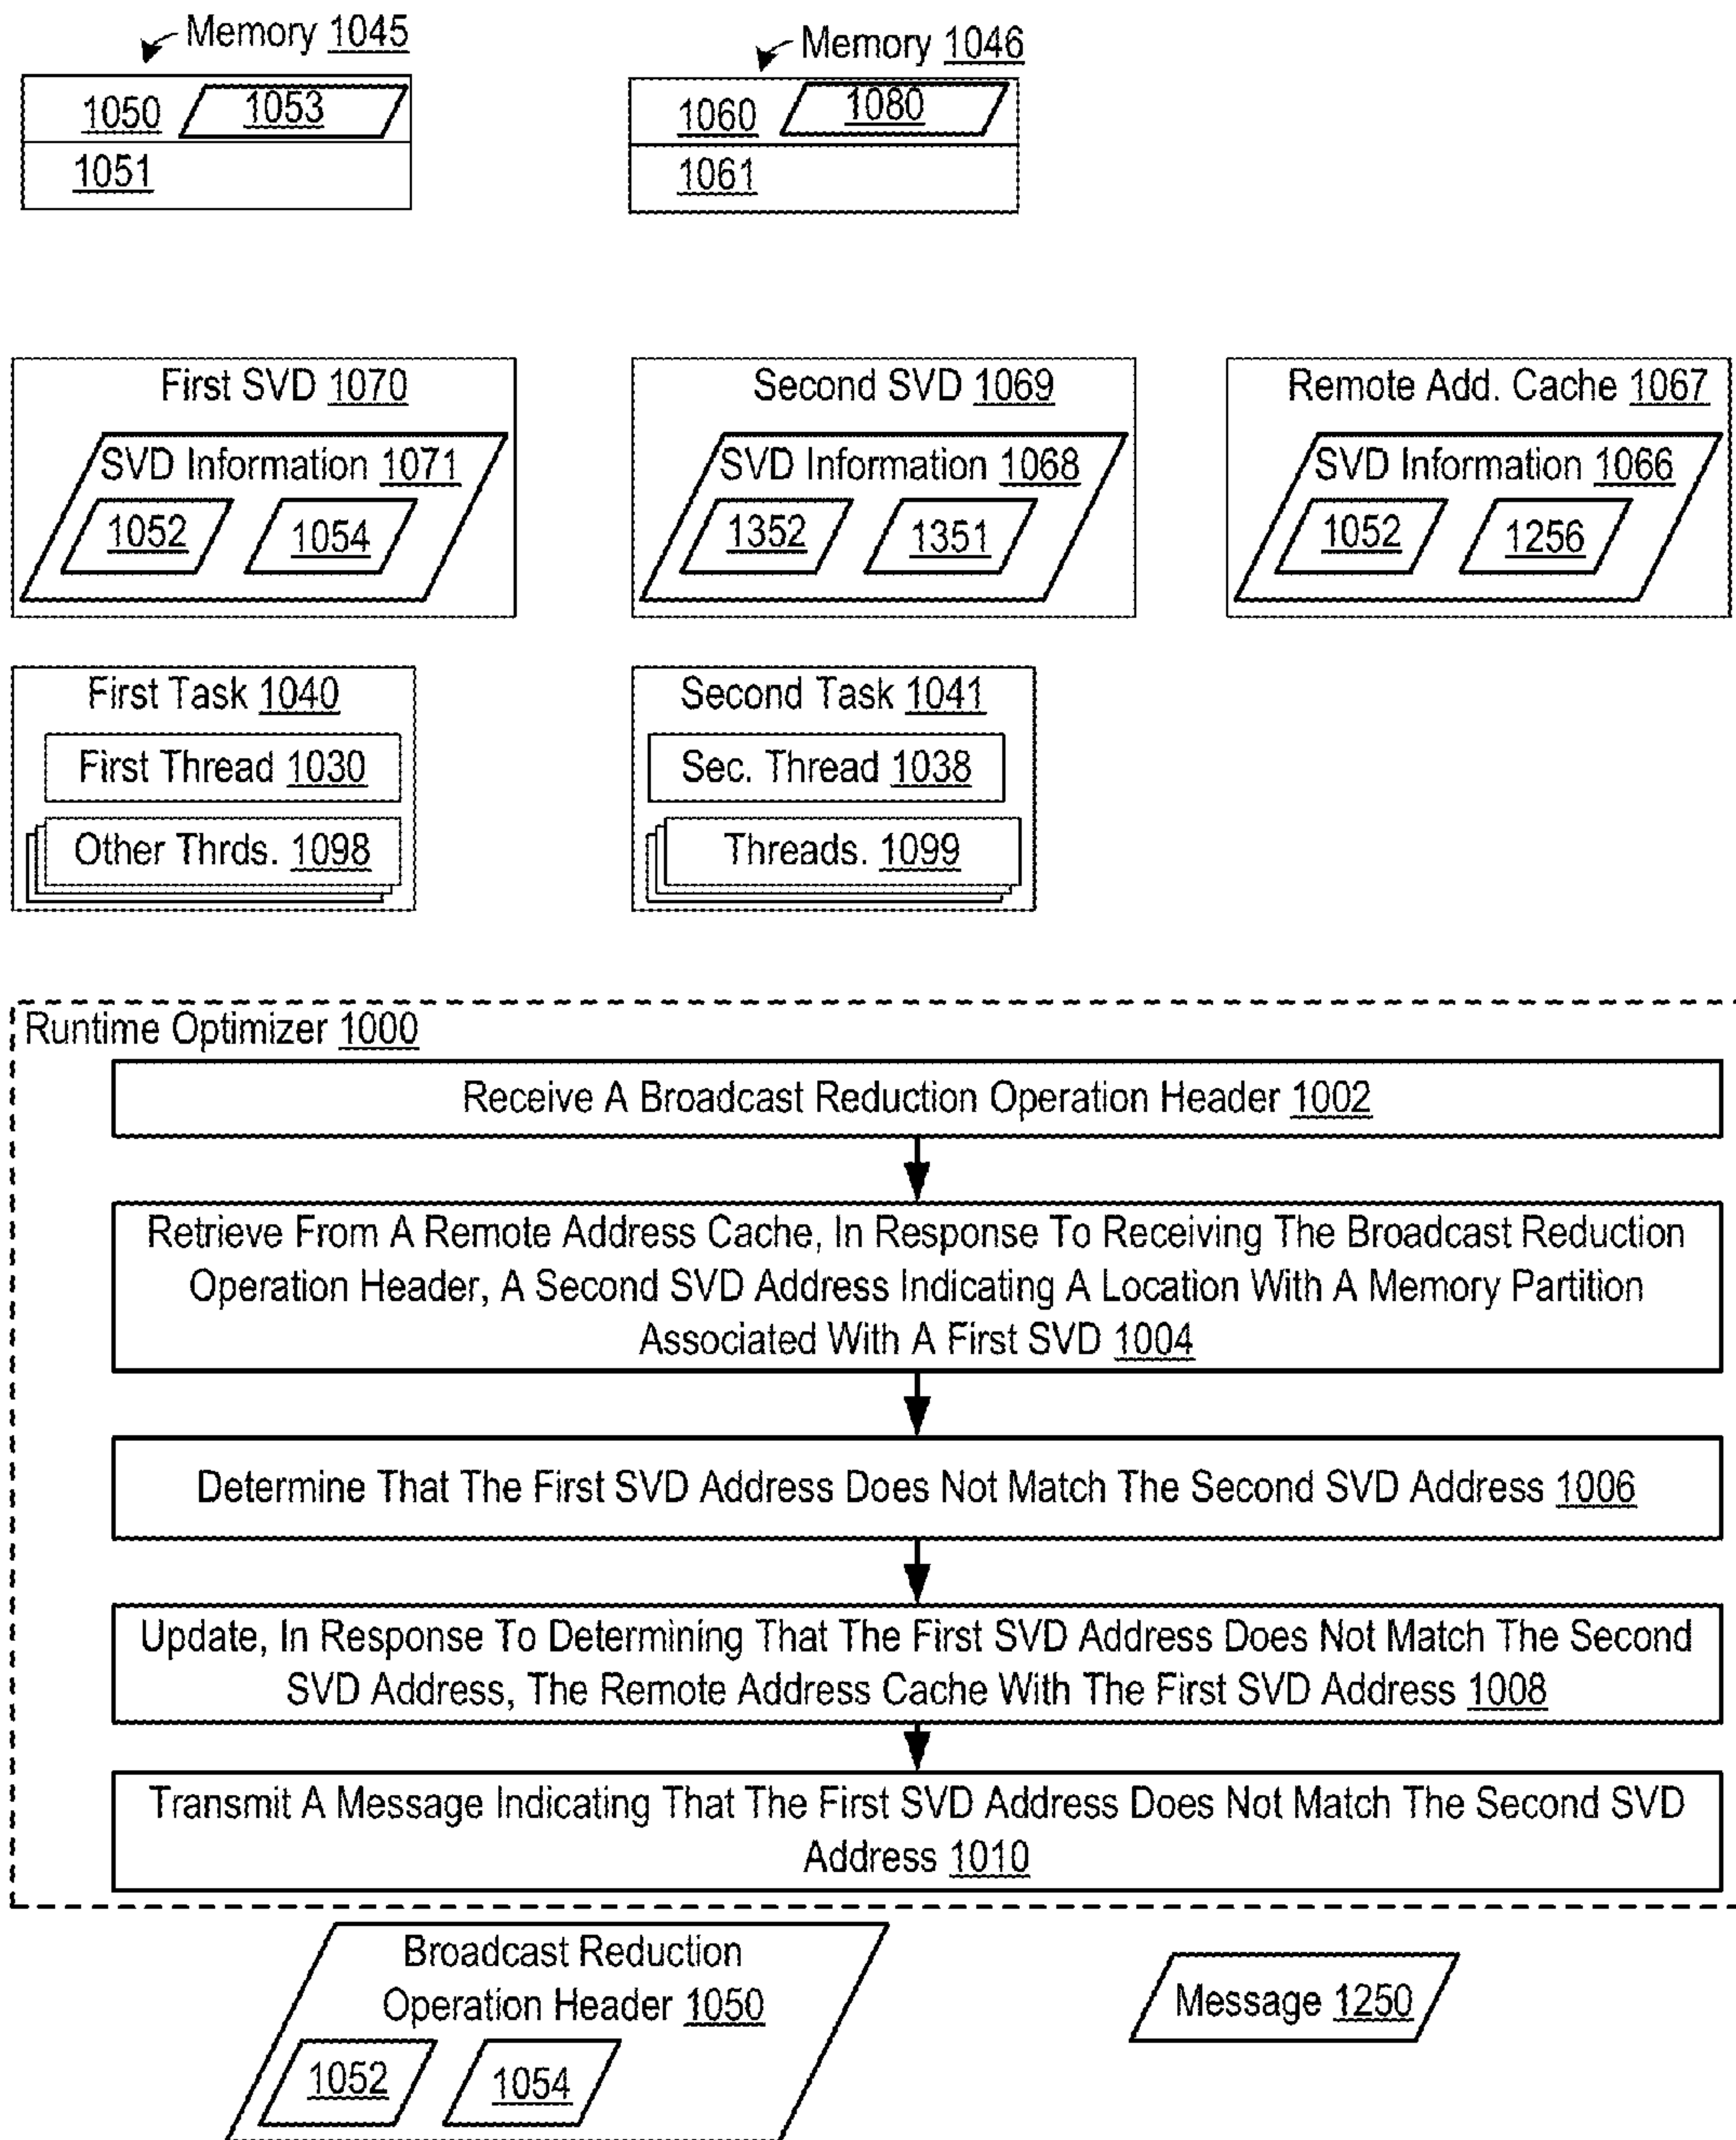 Memory 1045
Memory 1046
1050 1053
1060 1080
1051
1061
First SVD 1070
Second SVD 1069
Remote Add. Cache 1067
SVD Information 1071
SVD Information 1068
SVD Information 1066
1052 1054
1352 1351
1052 1256
First Task 1040
Second Task 1041
First Thread 1030
Sec. Thread 1038
Other Thrds. 1098
Threads. 1099
Runtime Optimizer 1000
Receive A Broadcast Reduction Operation Header 1002
Retrieve From A Remote Address Cache, In Response To Receiving The Broadcast Reduction
Operation Header, A Second SVD Address Indicating A Location With A Memory Partition
Associated With A First SVD 1004
Determine That The First SVD Address Does Not Match The Second SVD Address 1006
Update, In Response To Determining That The First SVD Address Does Not Match The Second
SVD Address, The Remote Address Cache With The First SVD Address 1008
Transmit A Message Indicating That The First SVD Address Does Not Match The Second SVD
Address 1010
Broadcast Reduction
Operation Header 1050
1052 1054
Message 1250